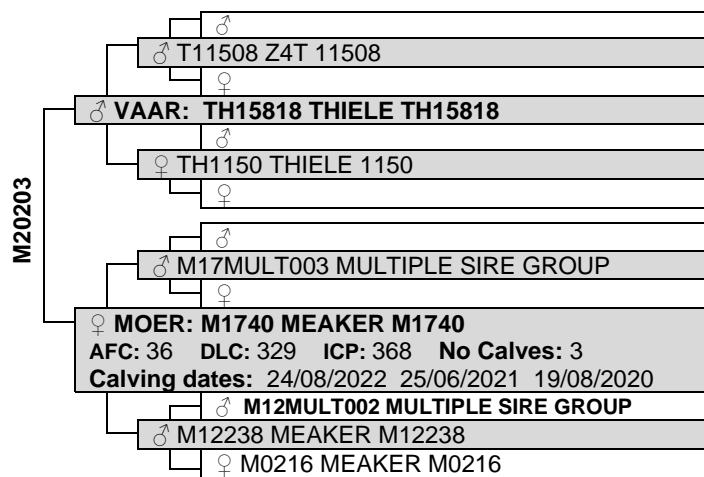 ♂
♂ T11508 Z4T 11508
♀
♂ VAAR: TH15818 THIELE TH15818
♂
♀ TH1150 THIELE 1150
♀
M20203
♂
♂ M17MULT003 MULTIPLE SIRE GROUP
♀
♀ MOER: M1740 MEAKER M1740
AFC: 36 DLC: 329 ICP: 368 No Calves: 3
Calving dates: 24/08/2022 25/06/2021 19/08/2020
♂ M12MULT002 MULTIPLE SIRE GROUP
♂ M12238 MEAKER M12238
♀ M0216 MEAKER M0216